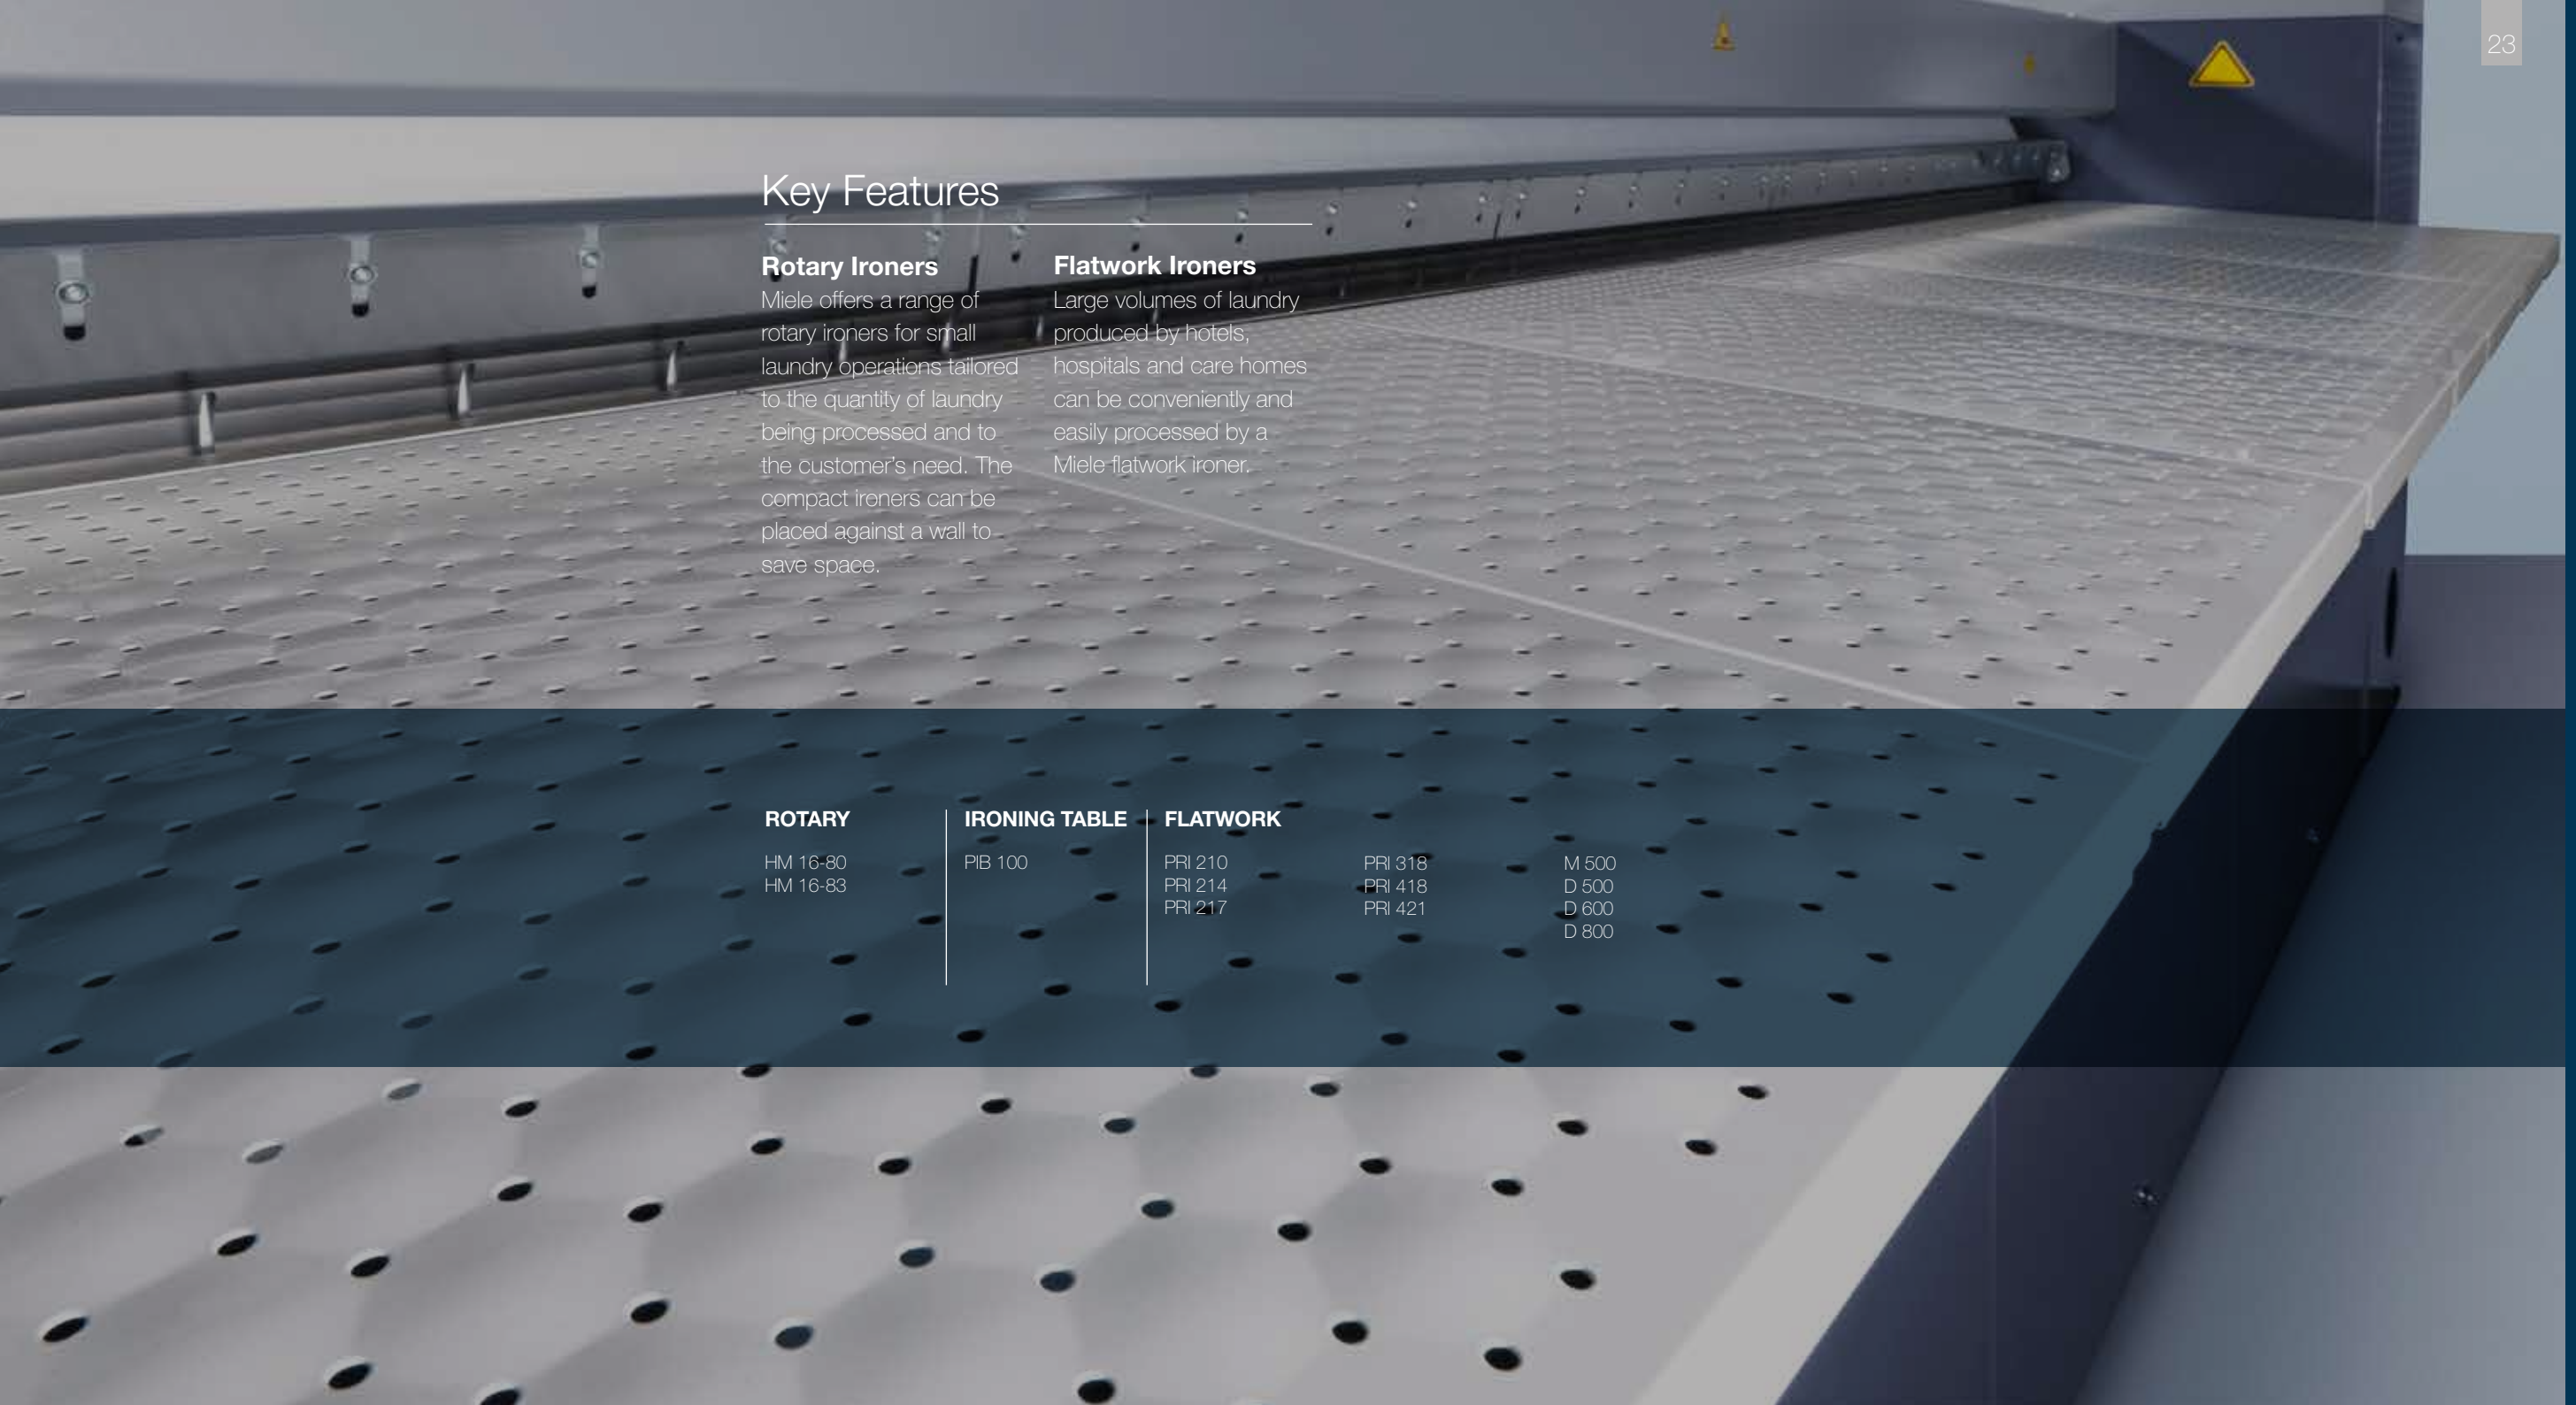 23
Key Features
Rotary Ironers
Miele offers a range of
rotary ironers for small
laundry operations tailored
to the quantity of laundry
being processed and to
the customer's need. The
compact ironers can be
placed against a wall to
save space.
Flatwork Ironers
Large volumes of laundry
produced by hotels,
hospitals and care homes
can be conveniently and
easily processed by a
Miele flatwork ironer.
ROTARY
HM 16-80
HM 16-83
IRONING TABLE
PIB 100
FLATWORK
PRI 210
PRI 214
PRI 217
PRI 318
PRI 418
PRI 421
M 500
D 500
D 600
D 800